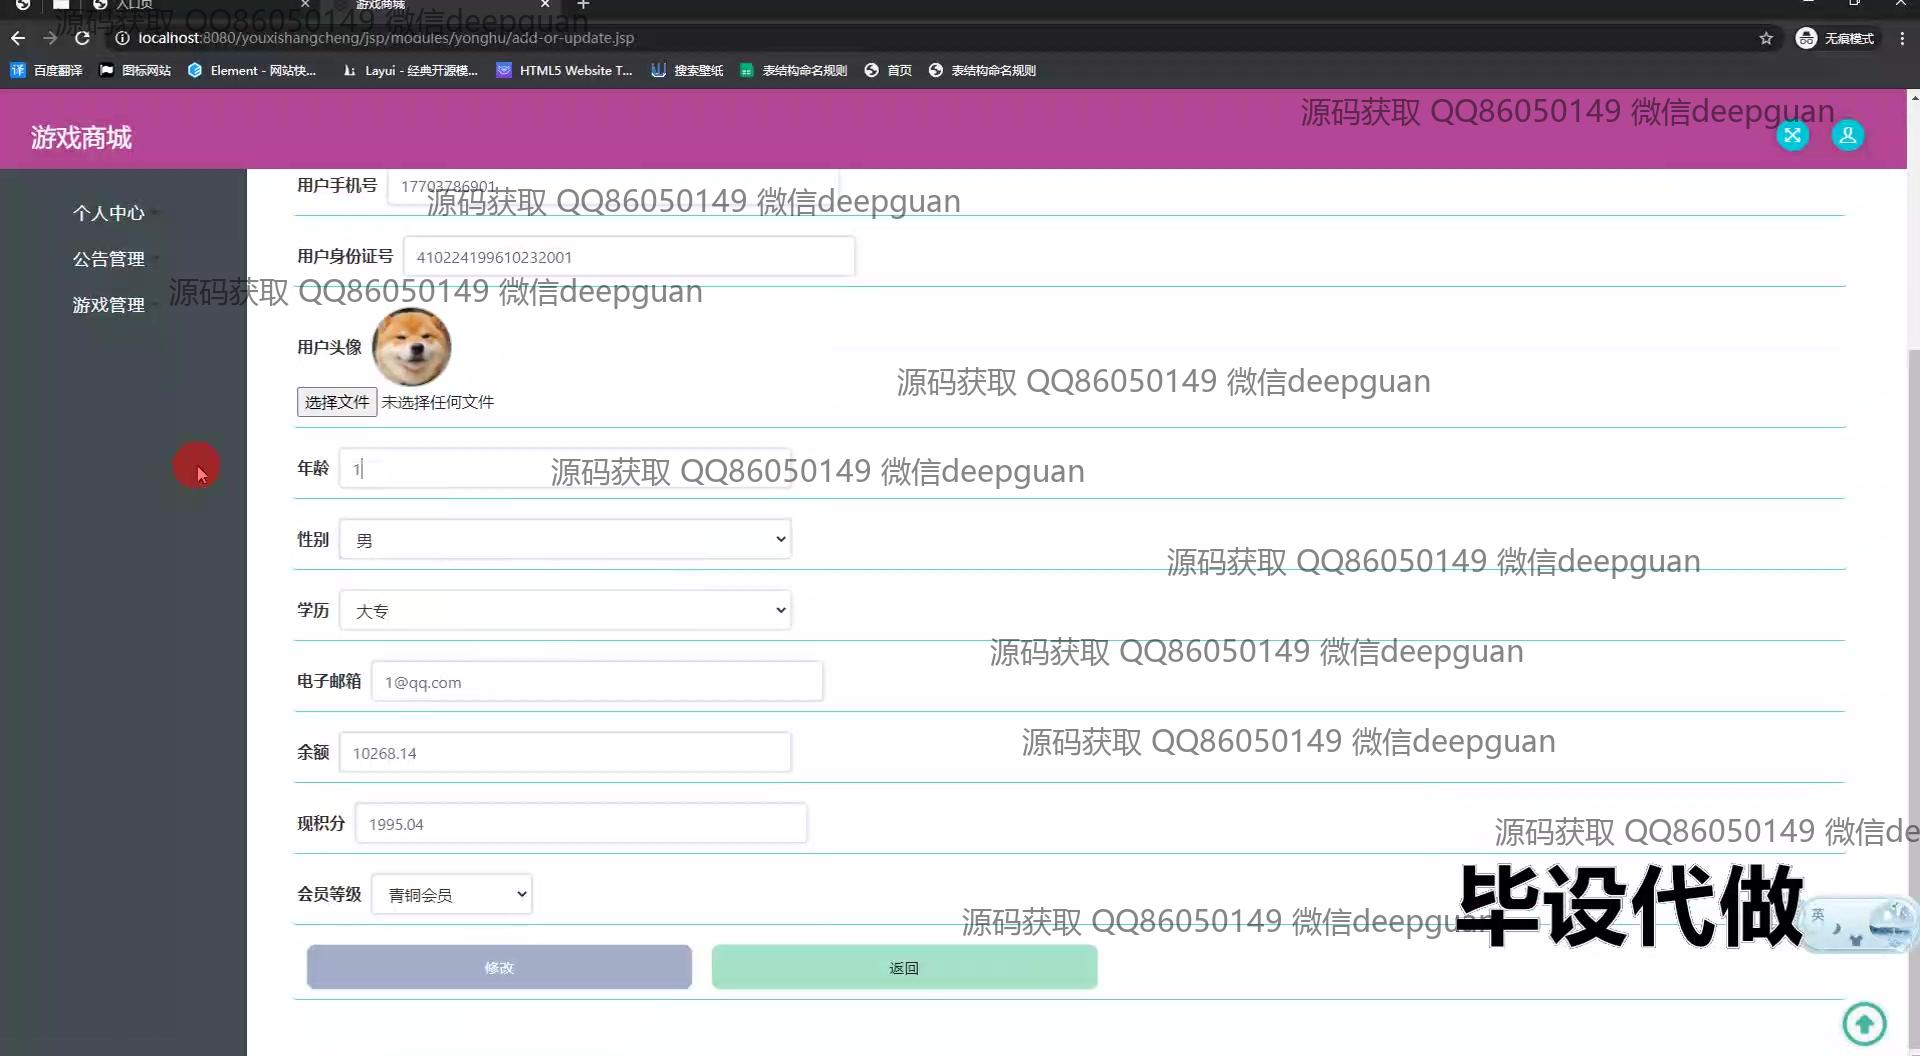 入口页
游戏商城
源码获取 QQ86050149 微信deepguan
localhost:8080/youxishangcheng/jsp/modules/yonghu/add-or-update.jsp
无痕模式
百度翻译
图标网站
Element - 网站快...
Layui - 经典开源模...
HTML5 Website T...
搜索壁纸
表结构命名规则
首页
表结构命名规则
源码获取 QQ86050149 微信deepguan
游戏商城
个人中心
公告管理
游戏管理
用户手机号
17703786901
源码获取 QQ86050149 微信deepguan
用户身份证号
410224199610232001
源码获取 QQ86050149 微信deepguan
用户头像
源码获取 QQ86050149 微信deepguan
选择文件 未选择任何文件
年龄
1
源码获取 QQ86050149 微信deepguan
性别
男
源码获取 QQ86050149 微信deepguan
学历
大专
源码获取 QQ86050149 微信deepguan
电子邮箱
1@qq.com
源码获取 QQ86050149 微信deepguan
余额
10268.14
现积分
1995.04
源码获取 QQ86050149 微信de
会员等级
青铜会员
源码获取 QQ86050149 微信deepguan
毕设代做
英
修改
返回